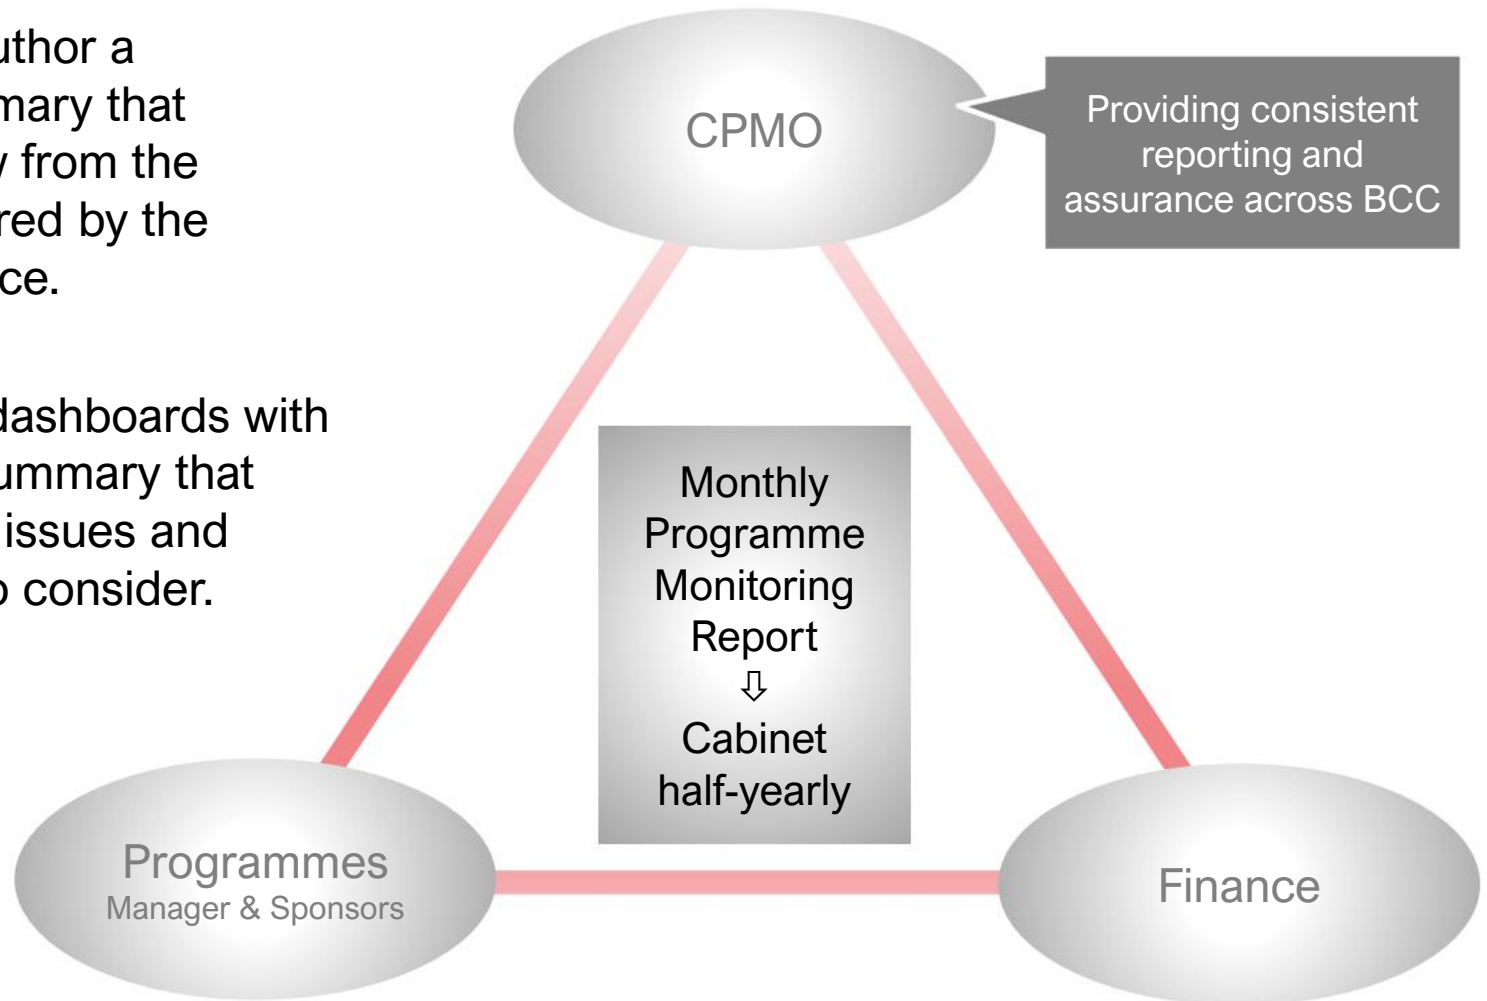 uthor a
mary that
from the
red by the
ce.
dashboards with
ummary that
issues and
consider.
CPMO
Providing consistent
reporting and
assurance across BCC
Monthly
Programme
Monitoring
Report
⇩
Cabinet
half-yearly
Programmes
Manager & Sponsors
Finance